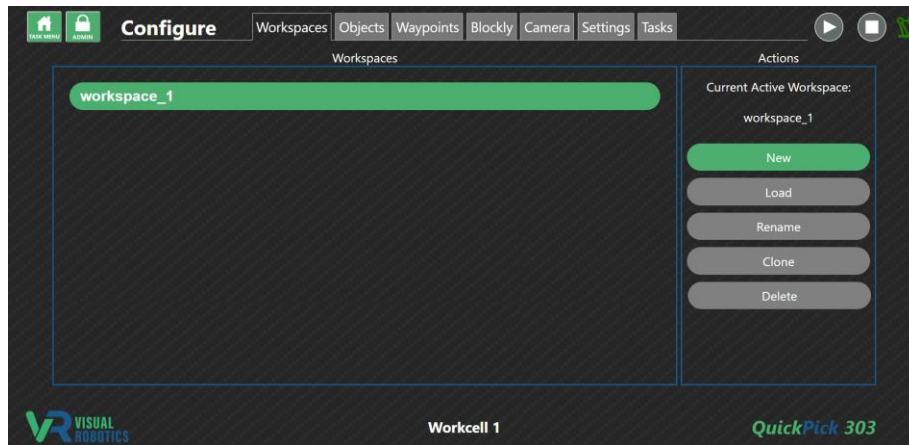 TASK MENU
ADMIN
Configure
Workspaces Objects Waypoints Blockly Camera Settings Tasks
Workspaces
Actions
workspace_1
Current Active Workspace:
workspace_1
New
Load
Rename
Clone
Delete
VR VISUAL
ROBOTICS
Workcell 1
QuickPick 303